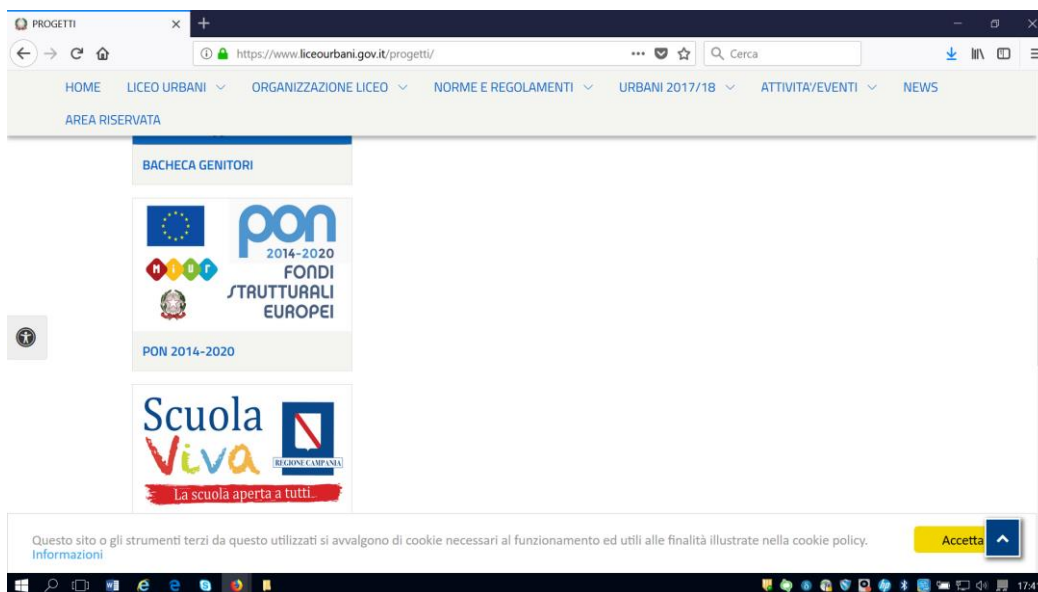 PROGETTI
https://www.liceourbani.gov.it/progetti/
Cerca
HOME LICEO URBANI ORGANIZZAZIONE LICEO NORME E REGOLAMENTI URBANI 2017/18 ATTIVITA'/EVENTI NEWS
AREA RISERVATA
BACHECA GENITORI
pon
2014-2020
MIUr
FONDI
STRUTTURALI
EUROPEI
PON 2014-2020
Scuola
Viva
REGIONE CAMPANIA
La scuola aperta a tutti...
Questo sito o gli strumenti terzi da questo utilizzati si avvalgono di cookie necessari al funzionamento ed utili alle finalità illustrate nella cookie policy.
Informazioni
Accetta
17:41